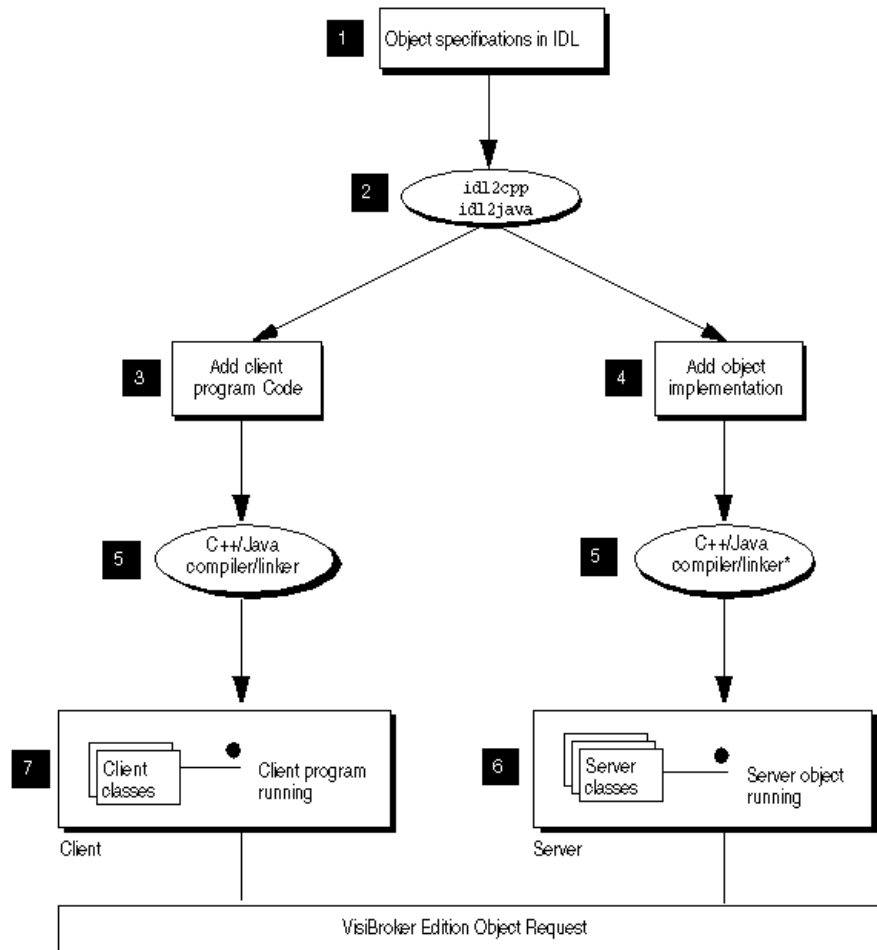 1
Object specifications in IDL
2
idl2cpp
idl2java
3
Add client
program Code
4
Add object
implementation
5
C++/Java
compiler/linker
5
C++/Java
compiler/linker*
7
Client
classes
Client program
running
Client
6
Server
classes
Server object
running
Server
VisiBroker Edition Object Request